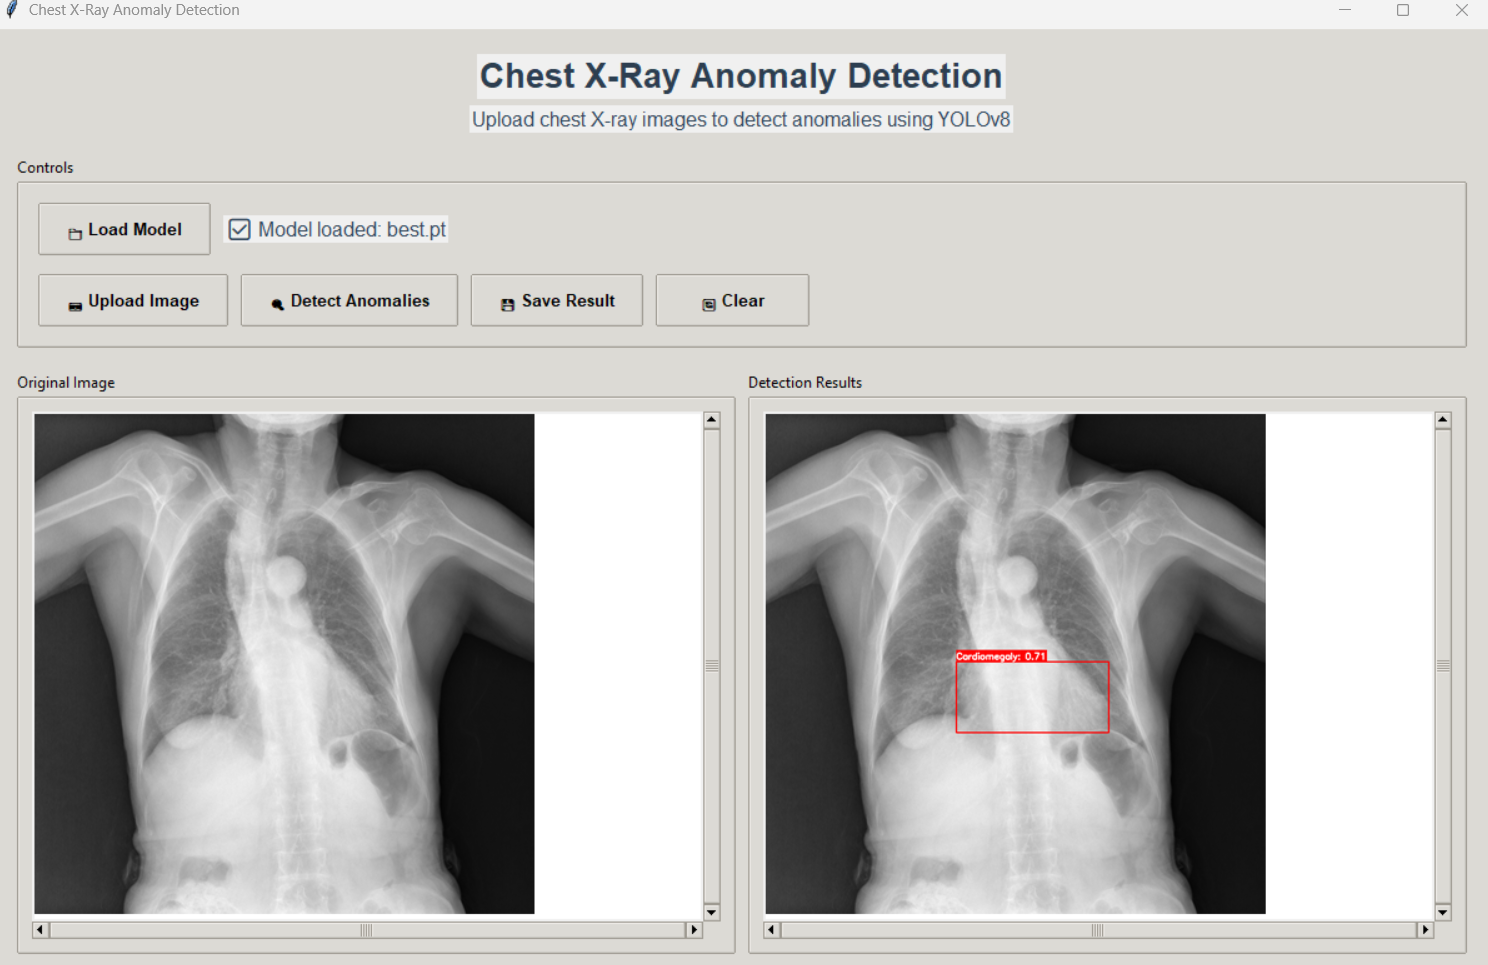 Chest X-Ray Anomaly Detection
Chest X-Ray Anomaly Detection
Upload chest X-ray images to detect anomalies using YOLOv8
Controls
Load Model
Model loaded: best.pt
Upload Image
Detect Anomalies
Save Result
Clear
Original Image
Detection Results
Cardiomegaly: 0.71